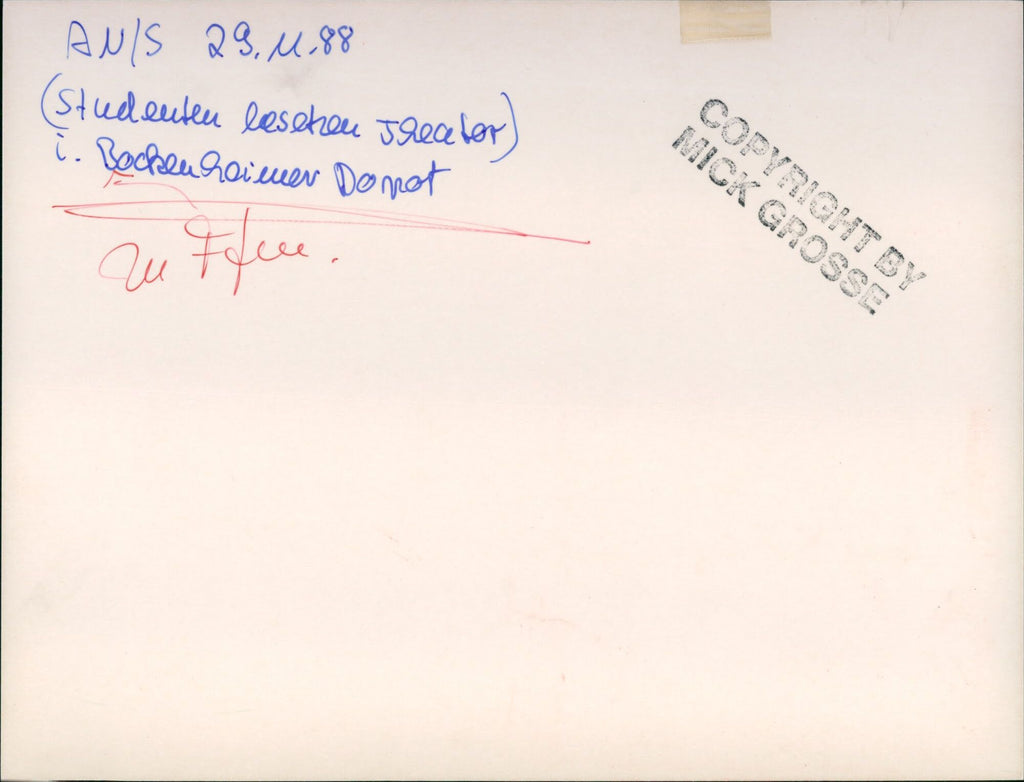 AN/S 29.11.88
(Studenten besetzen Theater)
i. Bockenheimer Depot
COPYRIGHT BY
MICK GROSSE